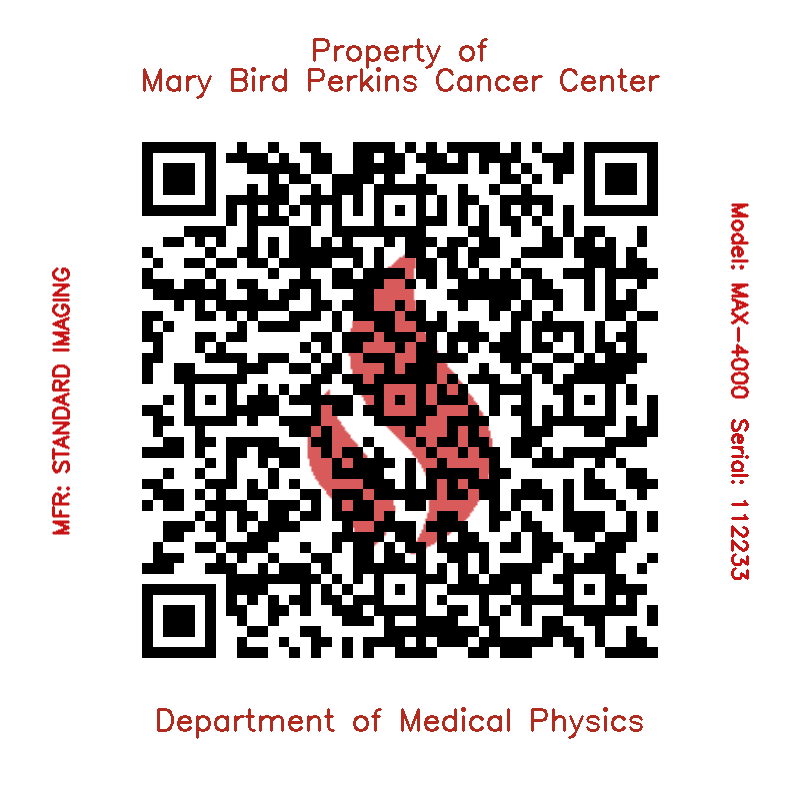 Property of
Mary Bird Perkins Cancer Center
MFR: STANDARD IMAGING
Model: MAX-4000 Serial: 112233
Department of Medical Physics